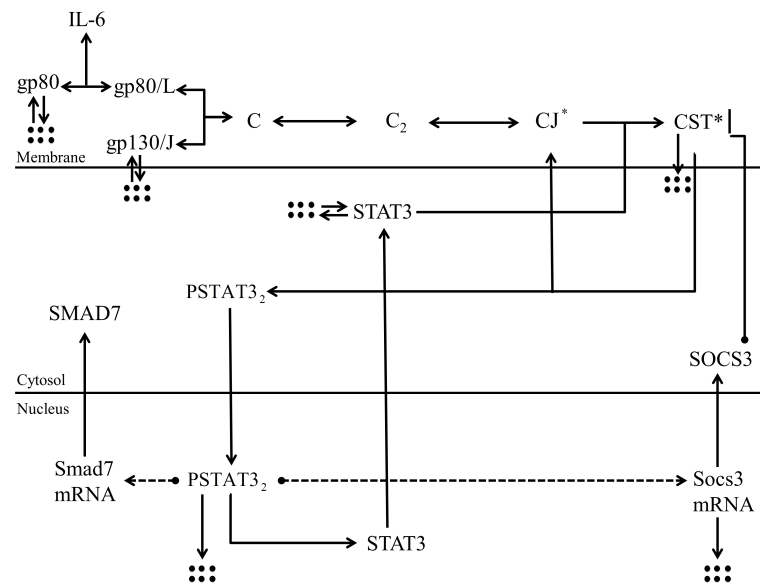 IL-6
gp80
gp80/L
gp130/J
C
C2
CJ*
CST*
Membrane
STAT3
PSTAT32
SMAD7
SOCS3
Cytosol
Nucleus
Smad7
mRNA
PSTAT32
Socs3
mRNA
STAT3